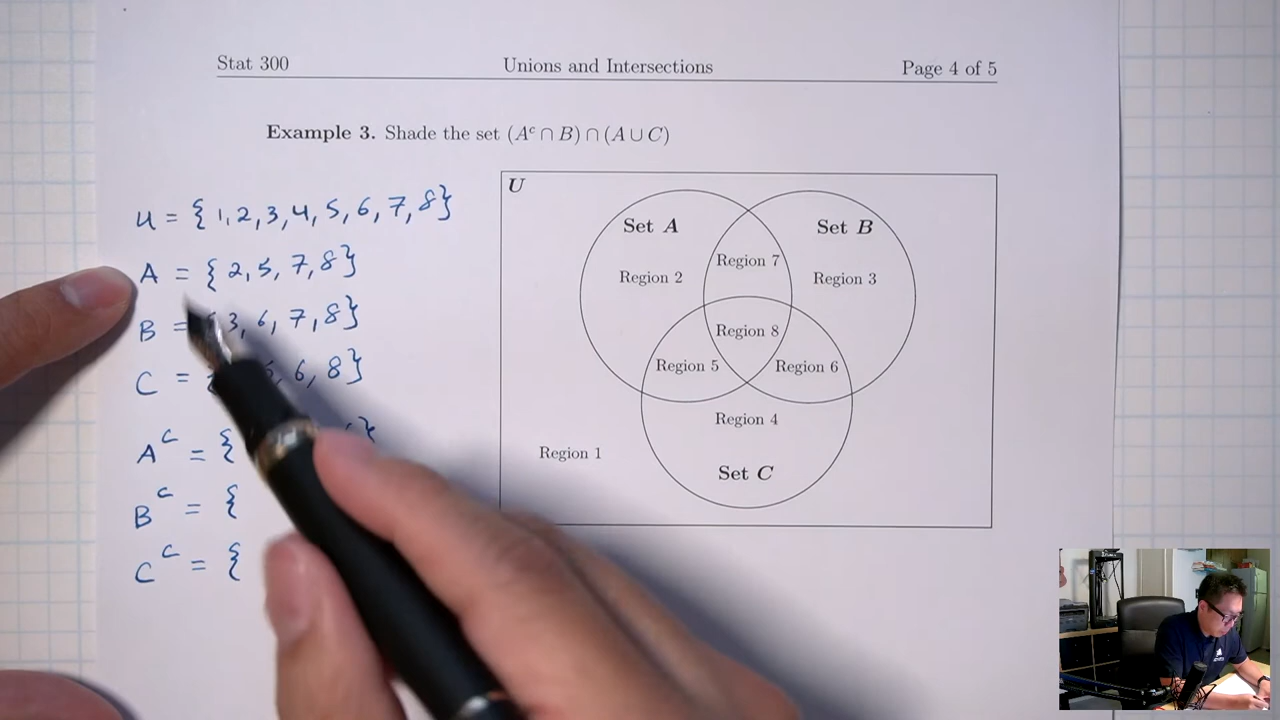 Stat 300 Unions and Intersections Page 4 of 5
Example 3. Shade the set (Aᶜ ∩ B) ∩ (A ∪ C)
U = { 1, 2, 3, 4, 5, 6, 7, 8}
A = { 2, 5, 7, 8}
B = 3, 6, 7, 8}
C = 6, 8}
Aᶜ = { }
Bᶜ = {
Cᶜ = {
U
Set A
Set B
Region 7
Region 2
Region 3
Region 8
Region 5
Region 6
Region 4
Region 1
Set C